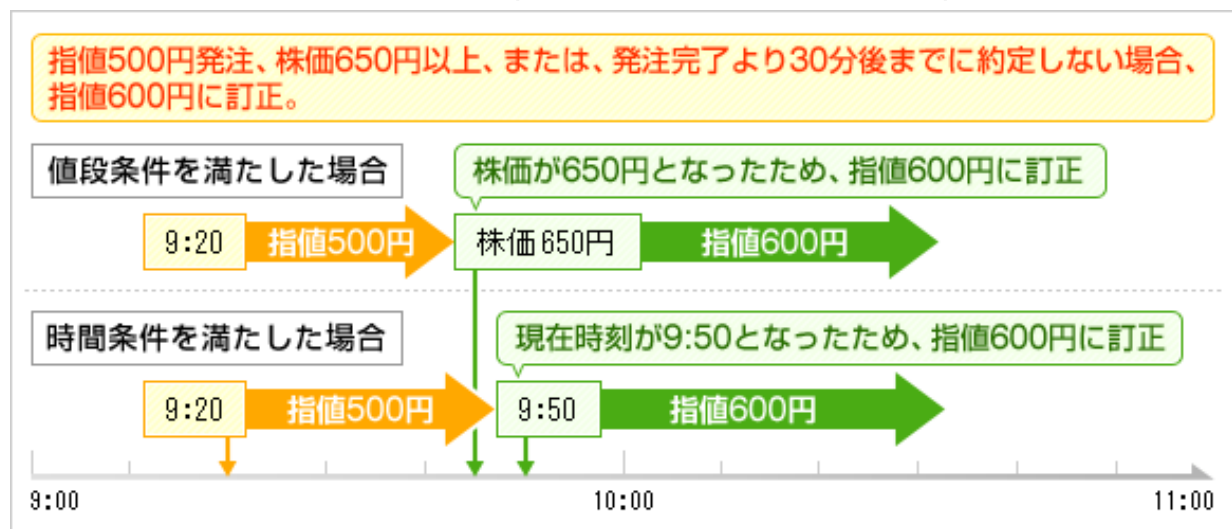 指値500円発注、株価650円以上、または、発注完了より30分後までに約定しない場合、
指値600円に訂正。
値段条件を満たした場合
株価が650円となったため、指値600円に訂正
9:20
指値500円
株価650円
指値600円
時間条件を満たした場合
現在時刻が9:50となったため、指値600円に訂正
9:20
指値500円
9:50
指値600円
9:00
10:00
11:00